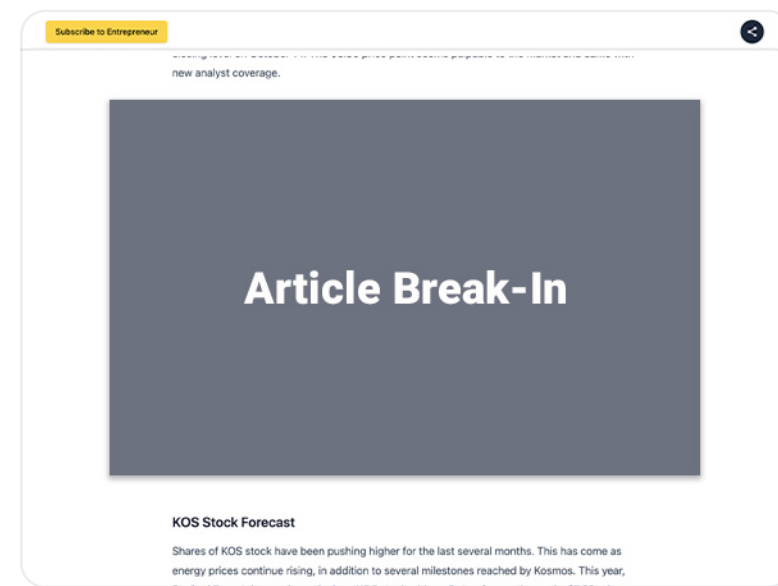 Subscribe to Entrepreneur
new analyst coverage.
Article Break-In
KOS Stock Forecast
Shares of KOS stock have been pushing higher for the last several months. This has come as
energy prices continue rising, in addition to several milestones reached by Kosmos. This year,